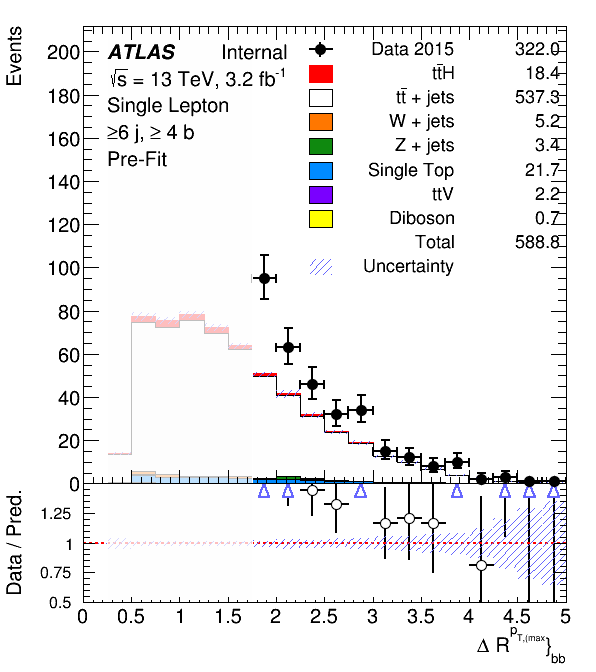 Events
ATLAS Internal
√s = 13 TeV, 3.2 fb-1
Single Lepton
≥6 j, ≥ 4 b
Pre-Fit
Data 2015 322.0
tt̄H 18.4
tt̄ + jets 537.3
W + jets 5.2
Z + jets 3.4
Single Top 21.7
ttV 2.2
Diboson 0.7
Total 588.8
Uncertainty
200
180
160
140
120
100
80
60
40
20
0
Data / Pred.
1.25
1
0.75
0.5
0 0.5 1 1.5 2 2.5 3 3.5 4 4.5 5
Δ R^{pT,(max}}_{bb}